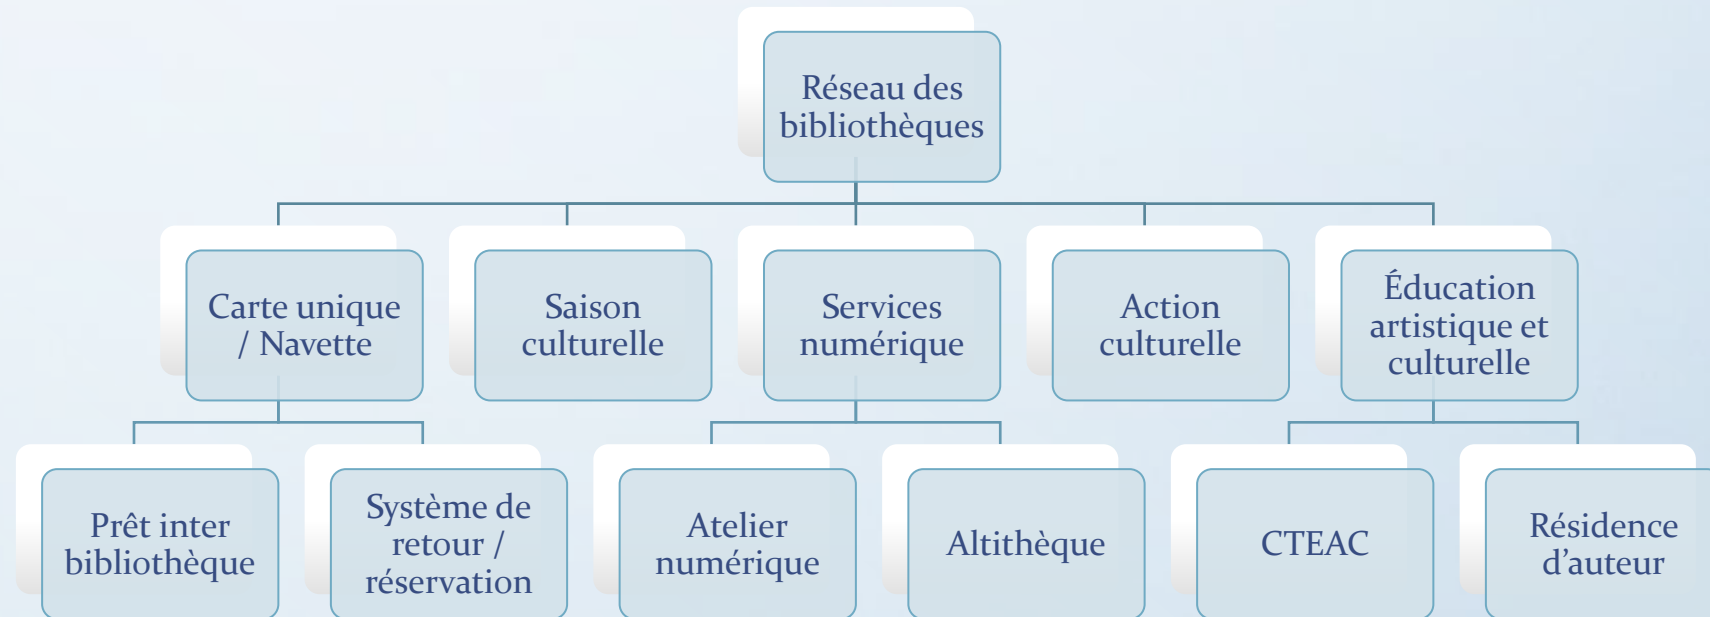 Réseau des
bibliothèques
Carte unique
/ Navette
Saison
culturelle
Services
numérique
Action
culturelle
Éducation
artistique et
culturelle
Prêt inter
bibliothèque
Système de
retour /
réservation
Atelier
numérique
Altithèque
CTEAC
Résidence
d’auteur